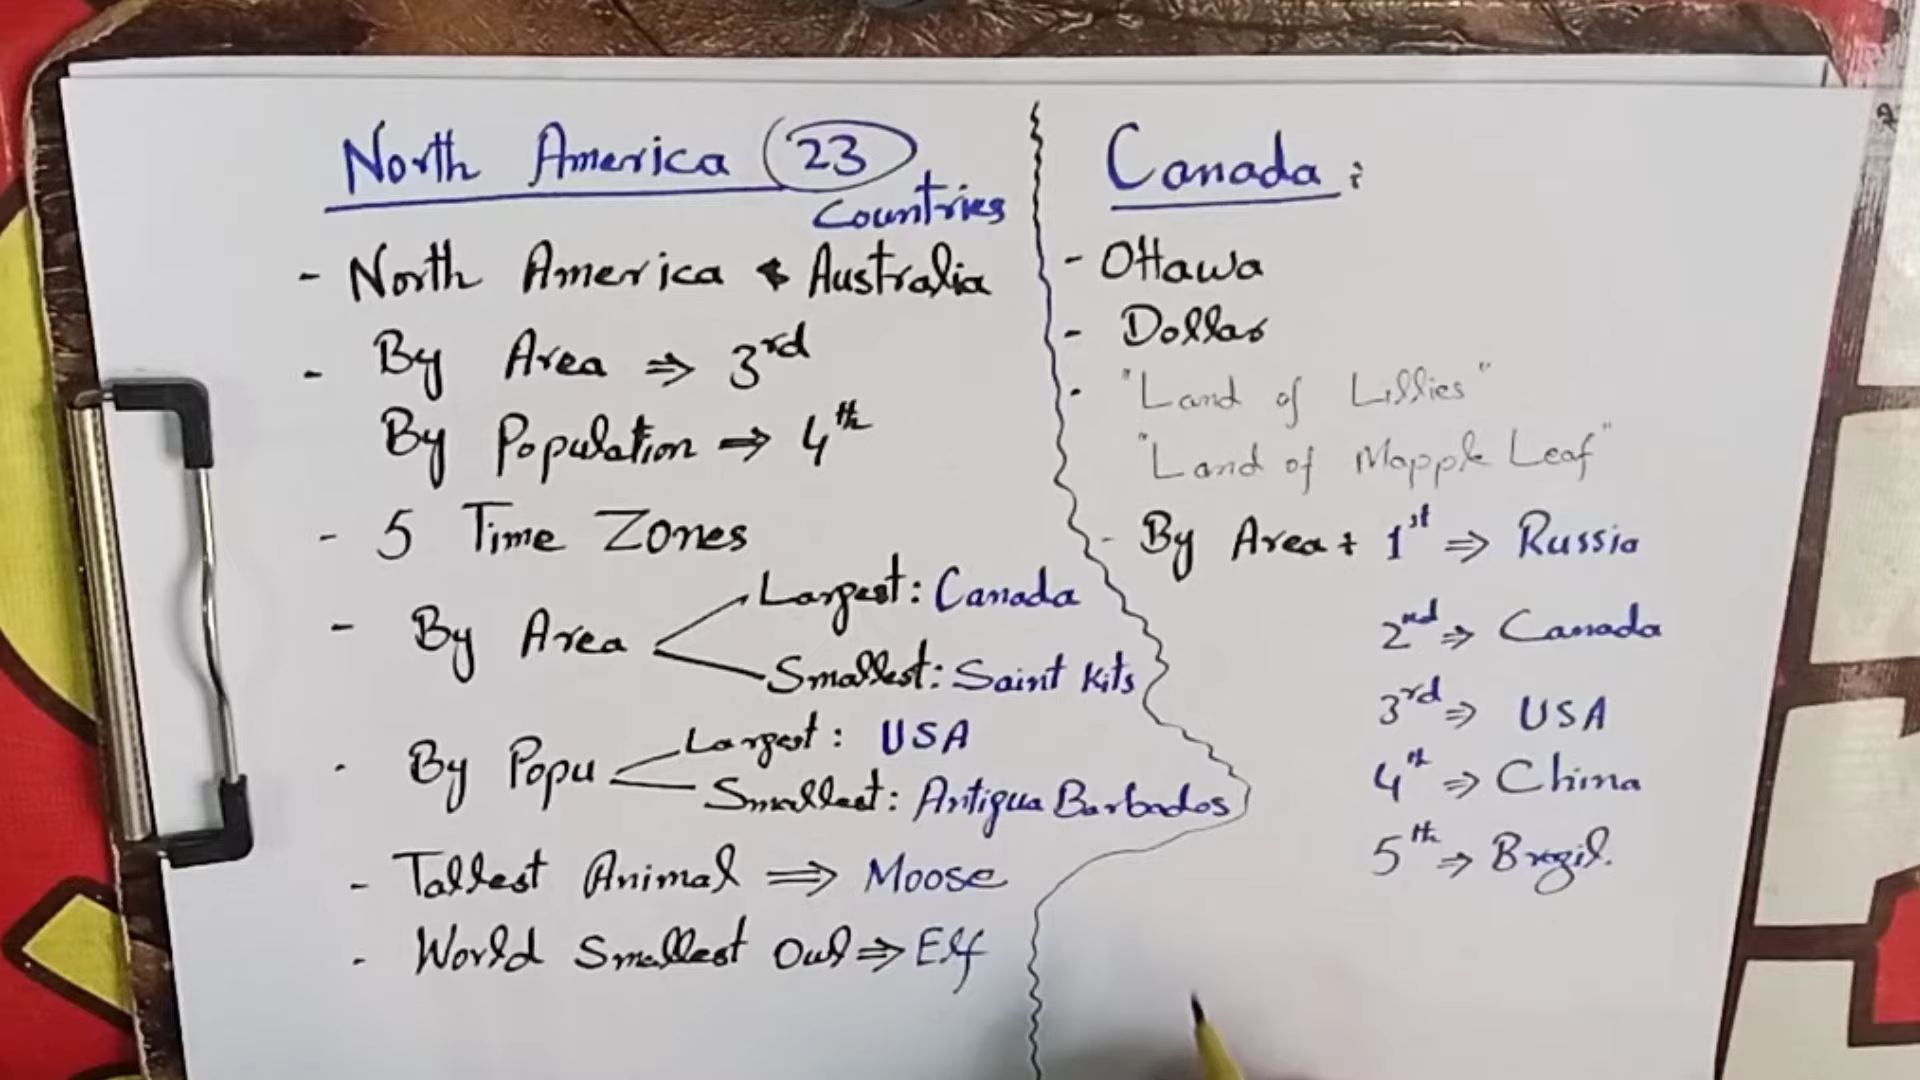 North America (23
Countries
- North America & Australia
- By Area ⇒ 3rd
By Population ⇒ 4th
- 5 Time Zones
- By Area
Largest: Canada
Smallest: Saint Kits
- By Popu
Largest: USA
Smallest: Antigua Barbados
- Tallest Animal ⇒ Moose
- World Smallest Owl ⇒ Elf
Canada:
- Ottawa
- Dollar
- "Land of Lillies"
"Land of Mapple Leaf"
- By Area: 1st ⇒ Russia
2nd ⇒ Canada
3rd ⇒ USA
4th ⇒ China
5th ⇒ Brazil.